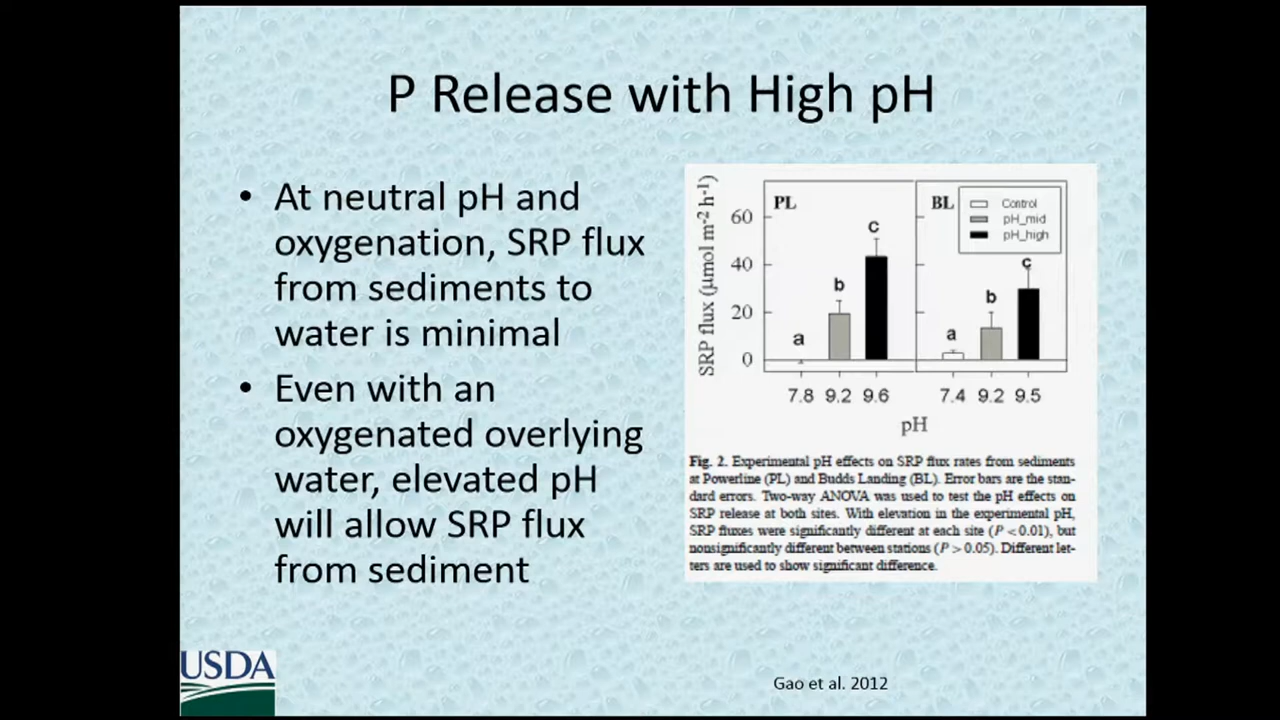 P Release with High pH
• At neutral pH and
oxygenation, SRP flux
from sediments to
water is minimal
• Even with an
oxygenated overlying
water, elevated pH
will allow SRP flux
from sediment
SRP flux (μmol m-2 h-1)
60
40
20
0
PL
a
b
c
BL
Control
pH_mid
pH_high
a
b
c
7.8 9.2 9.6 7.4 9.2 9.5
pH
Fig. 2. Experimental pH effects on SRP flux rates from sediments
at Powerline (PL) and Budds Landing (BL). Error bars are the stan-
dard errors. Two-way ANOVA was used to test the pH effects on
SRP release at both sites. With elevation in the experimental pH,
SRP fluxes were significantly different at each site (P < 0.01), but
nonsignificantly different between stations (P > 0.05). Different let-
ters are used to show significant difference.
USDA
Gao et al. 2012